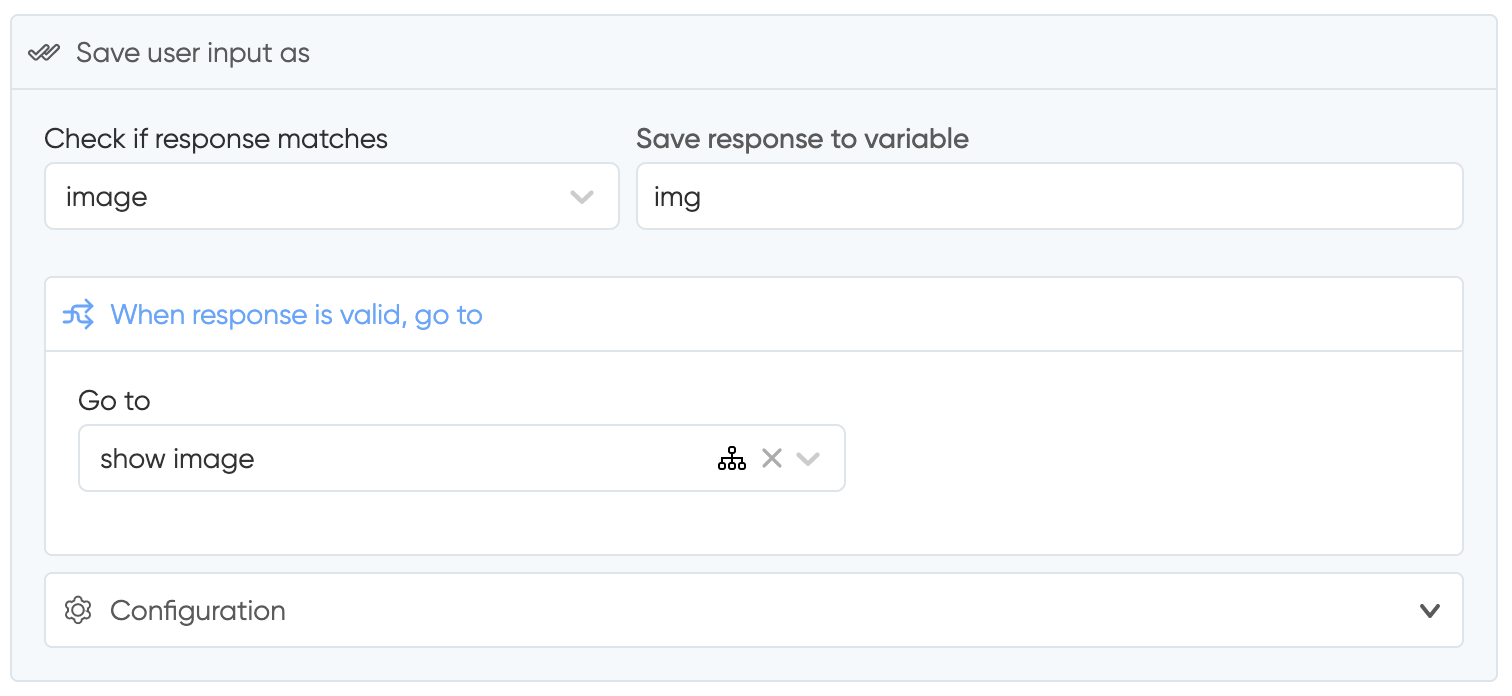 Save user input as
Check if response matches
Save response to variable
image
img
When response is valid, go to
Go to
show image
Configuration